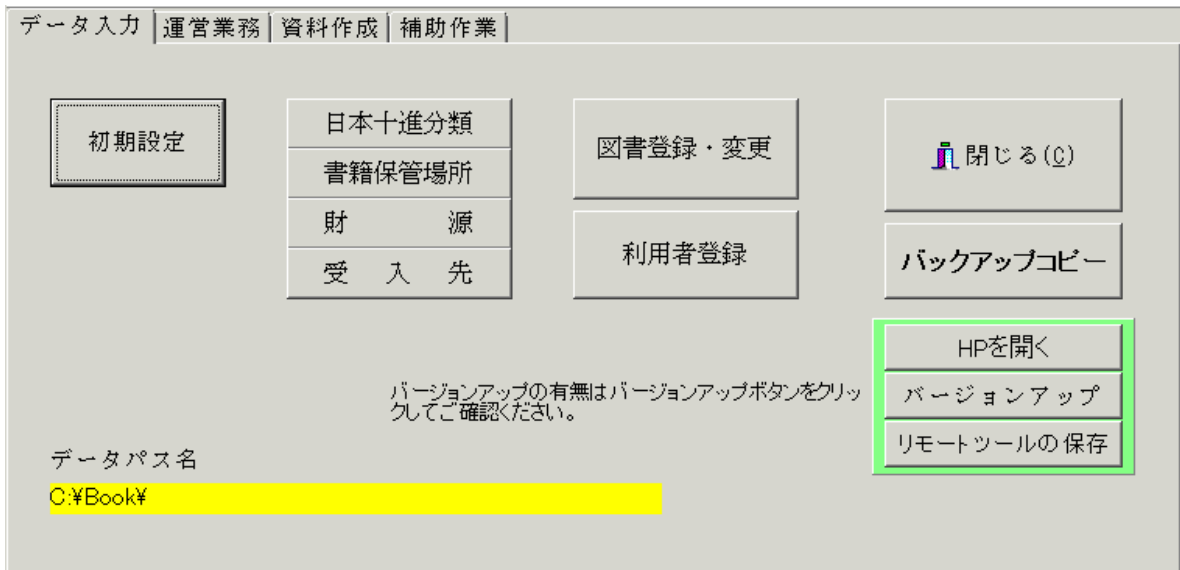 データ入力
運営業務
資料作成
補助作業
初期設定
日本十進分類
書籍保管場所
財 源
受 入 先
図書登録・変更
利用者登録
閉じる(C)
バックアップコピー
HPを開く
バージョンアップ
リモートツールの保存
バージョンアップの有無はバージョンアップボタンをクリッ
クしてご確認ください。
データパス名
C:¥Book¥